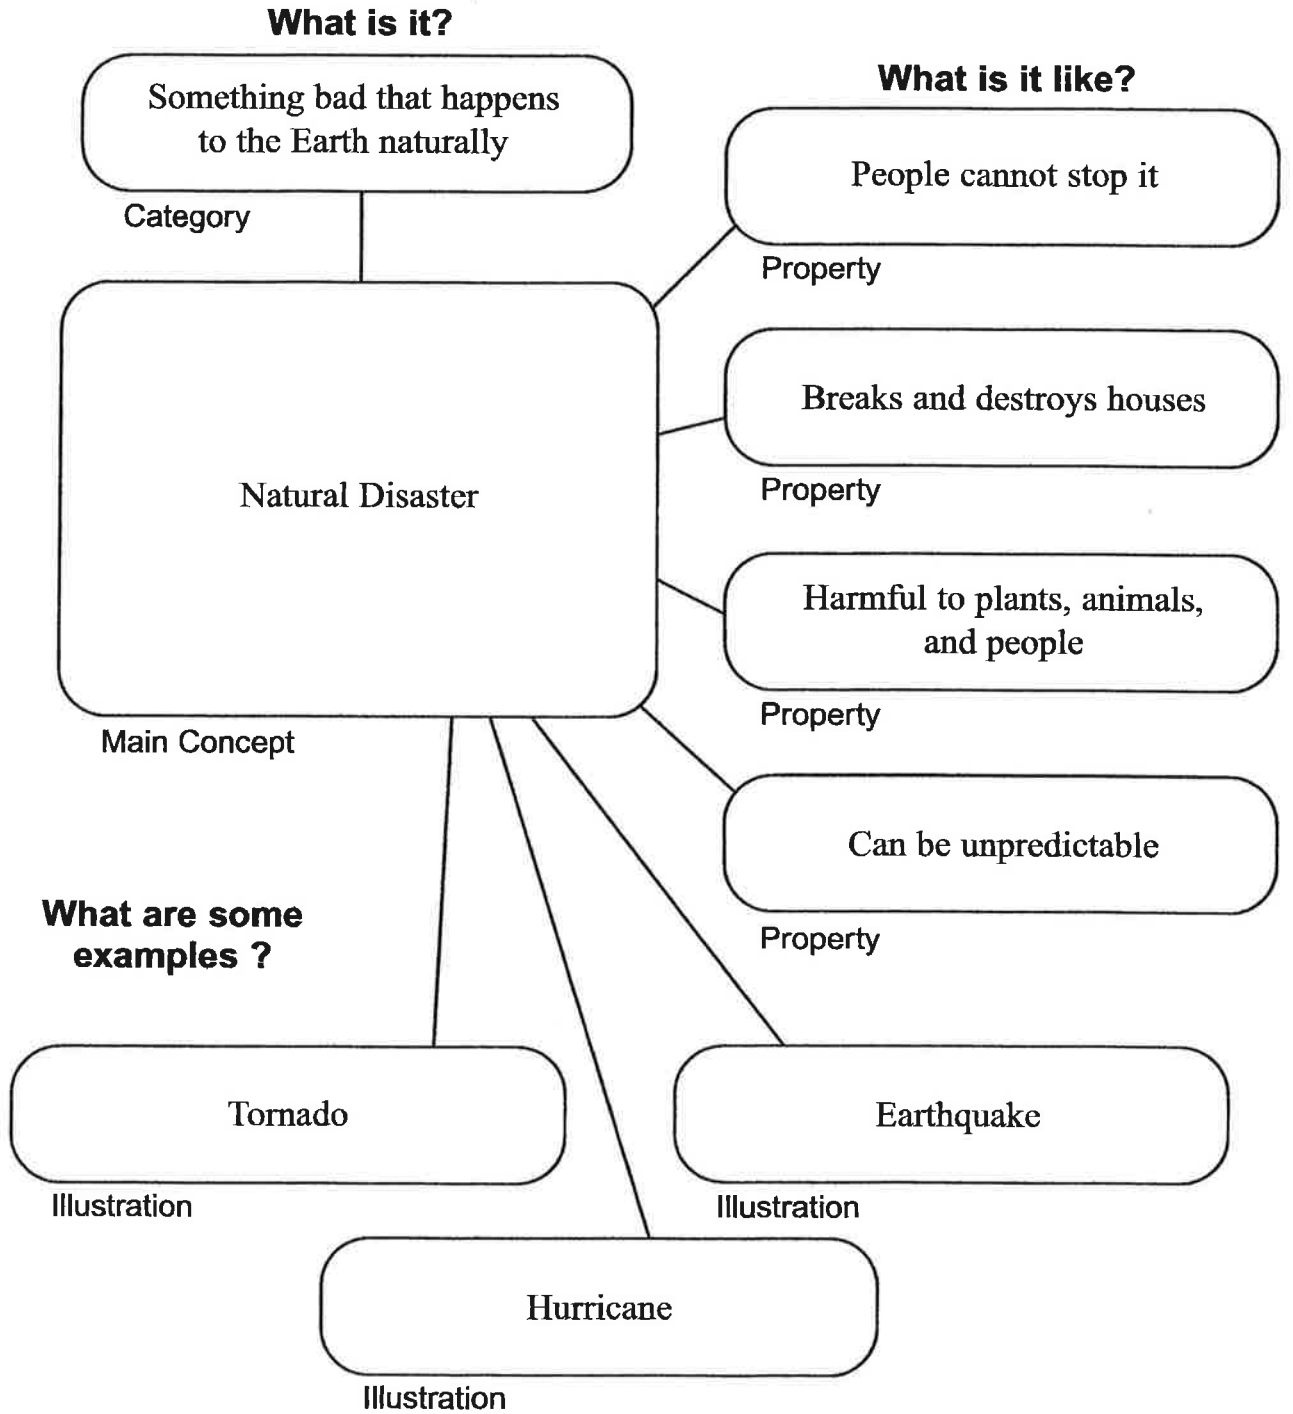 What is it?
Something bad that happens
to the Earth naturally
Category
What is it like?
People cannot stop it
Property
Breaks and destroys houses
Property
Natural Disaster
Main Concept
Harmful to plants, animals,
and people
Property
Can be unpredictable
Property
What are some
examples ?
Tornado
Illustration
Earthquake
Illustration
Hurricane
Illustration